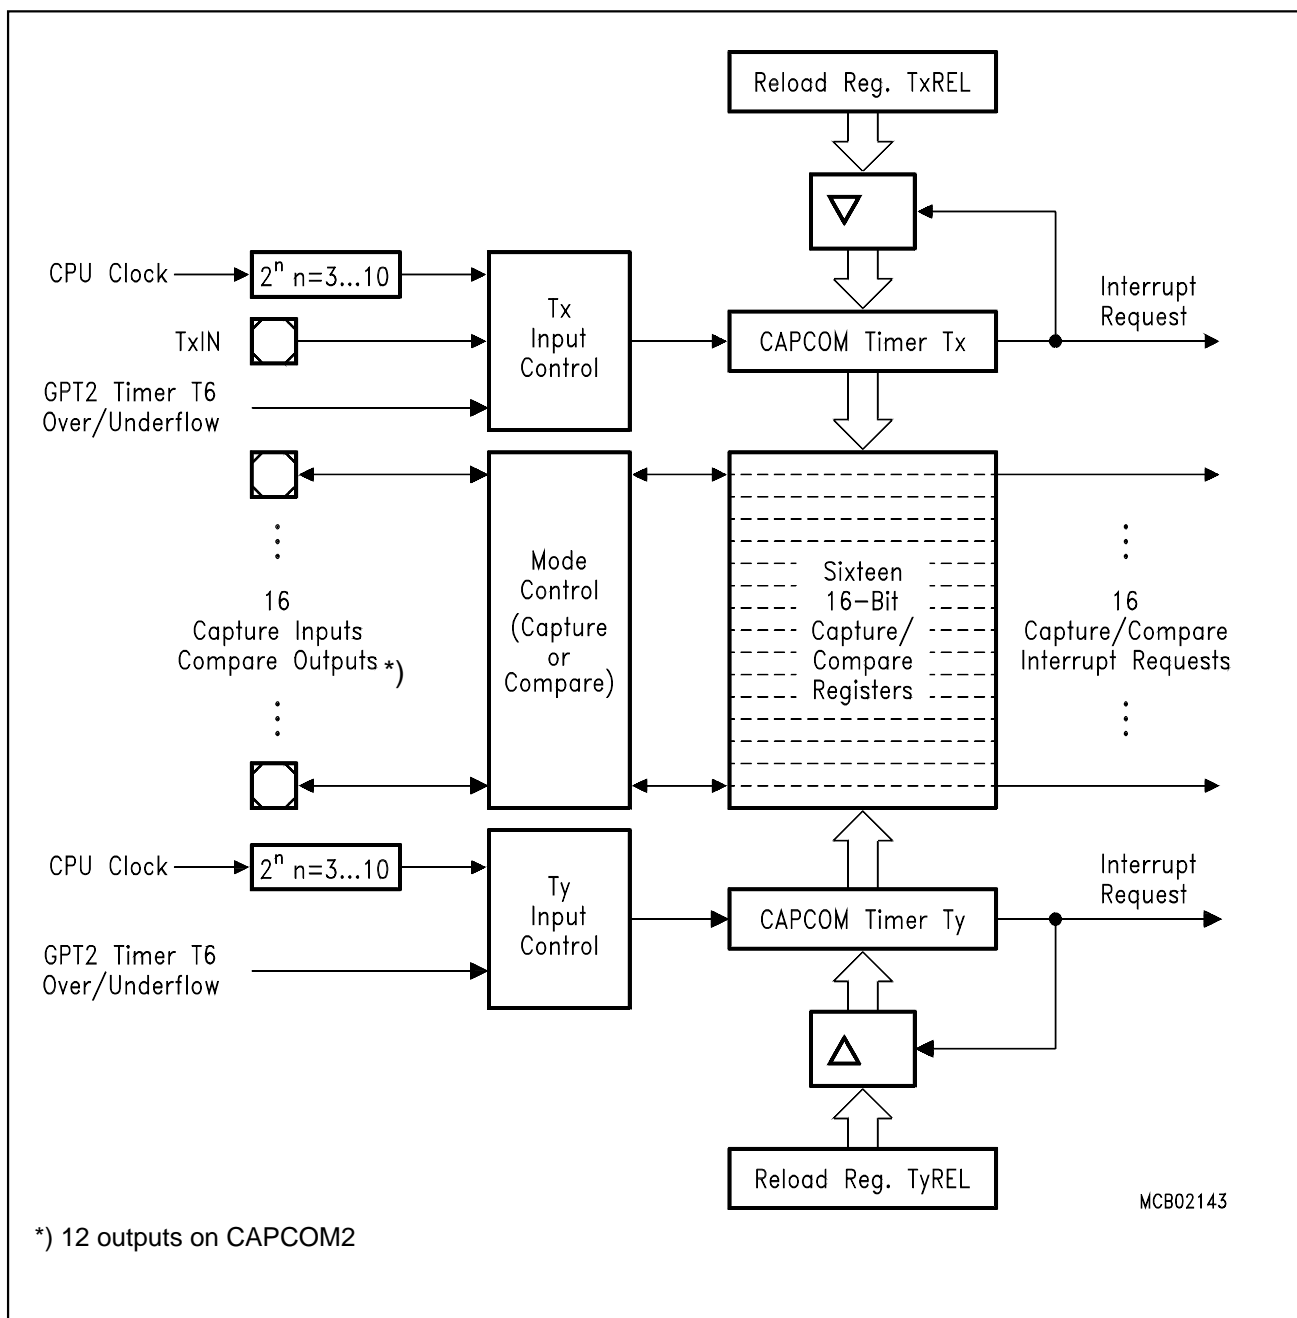 Reload Reg. TxREL
CPU Clock
2ⁿ n=3...10
TxIN
GPT2 Timer T6
Over/Underflow
Tx
Input
Control
CAPCOM Timer Tx
Interrupt
Request
16
Capture Inputs
Compare Outputs *)
Mode
Control
(Capture
or
Compare)
Sixteen
16-Bit
Capture/
Compare
Registers
16
Capture/Compare
Interrupt Requests
CPU Clock
2ⁿ n=3...10
GPT2 Timer T6
Over/Underflow
Ty
Input
Control
CAPCOM Timer Ty
Interrupt
Request
Reload Reg. TyREL
MCB02143
*) 12 outputs on CAPCOM2